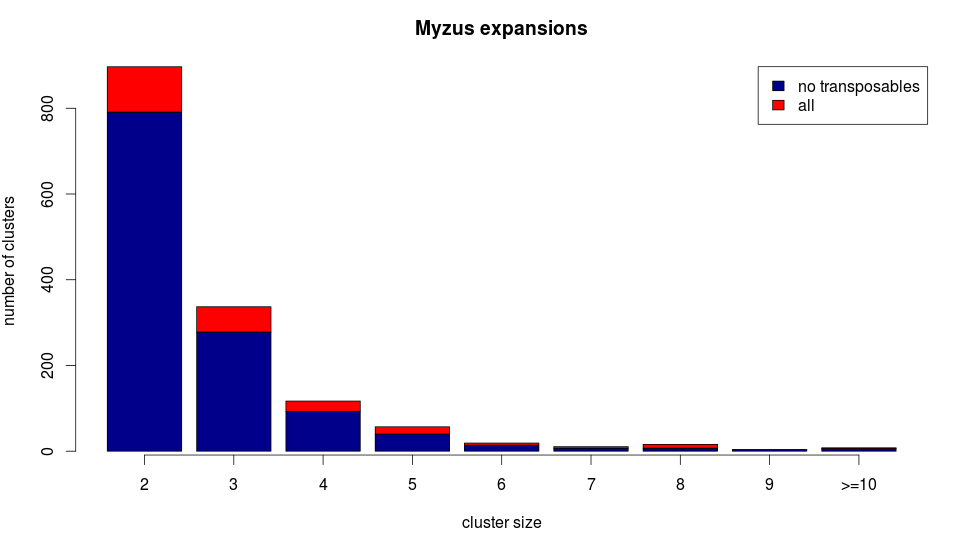 Myzus expansions
no transposables
all
number of clusters
800
600
400
200
0
2 3 4 5 6 7 8 9 >=10
cluster size